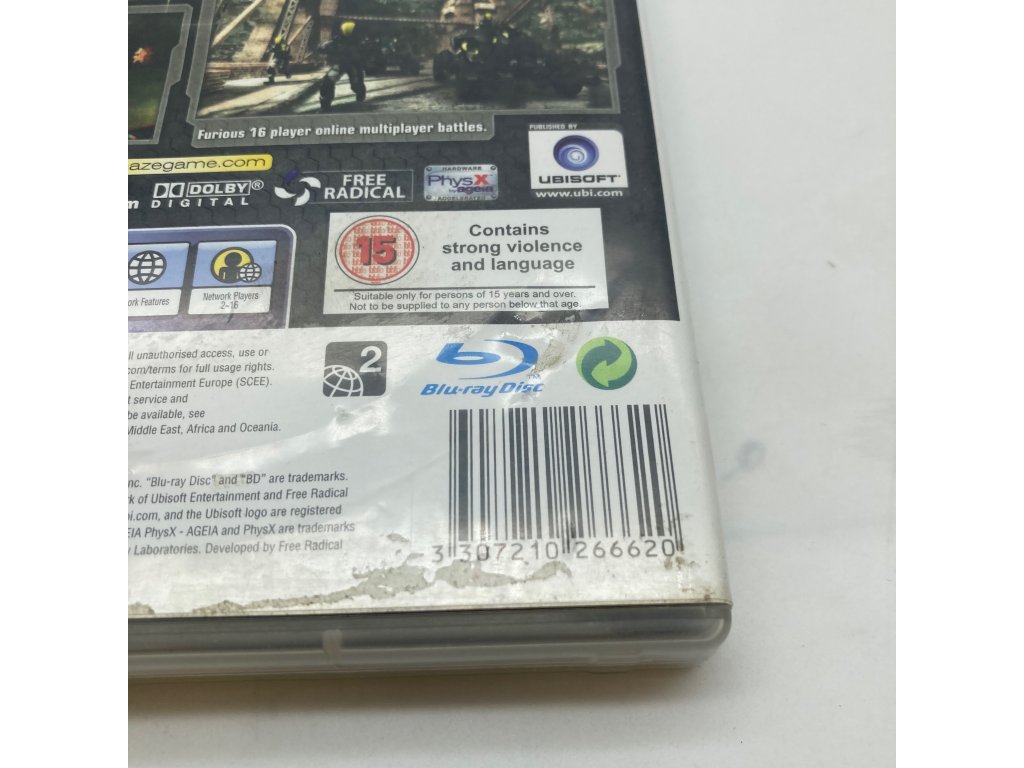 Furious 16 player online multiplayer battles.
PUBLISHED BY
UBISOFT
www.ubi.com
azegame.com
DOLBY®
DIGITAL
FREE
RADICAL
HARDWARE
PhysX
by ageia
ACCELERATED
15
Contains
strong violence
and language
Suitable only for persons of 15 years and over.
Not to be supplied to any person below that age.
ork Features
Network Players
2-16
ll unauthorised access, use or
com/terms for full usage rights.
Entertainment Europe (SCEE).
t service and
be available, see
Middle East, Africa and Oceania.
2
Blu-ray Disc™
nc. “Blu-ray Disc” and “BD” are trademarks.
rk of Ubisoft Entertainment and Free Radical
bi.com, and the Ubisoft logo are registered
EIA PhysX - AGEIA and PhysX are trademarks
y Laboratories. Developed by Free Radical
3 307210 266620